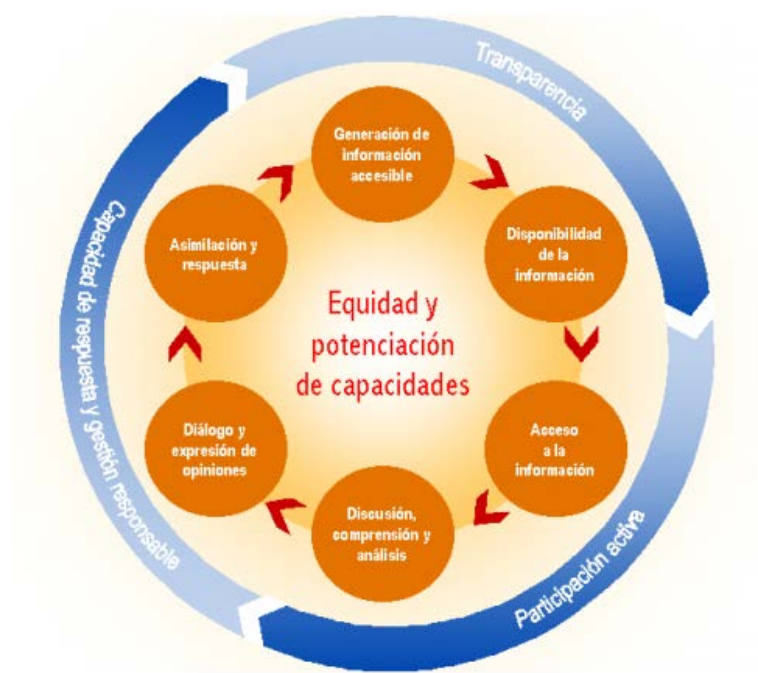 Transparencia
Generación de
información
accesible
Disponibilidad
de la
información
Acceso
a la
información
Discusión,
comprensión y
análisis
Diálogo y
expresión de
opiniones
Asimilación y
respuesta
Equidad y
potenciación
de capacidades
Participación activa
Capacidad de respuesta y gestión responsable